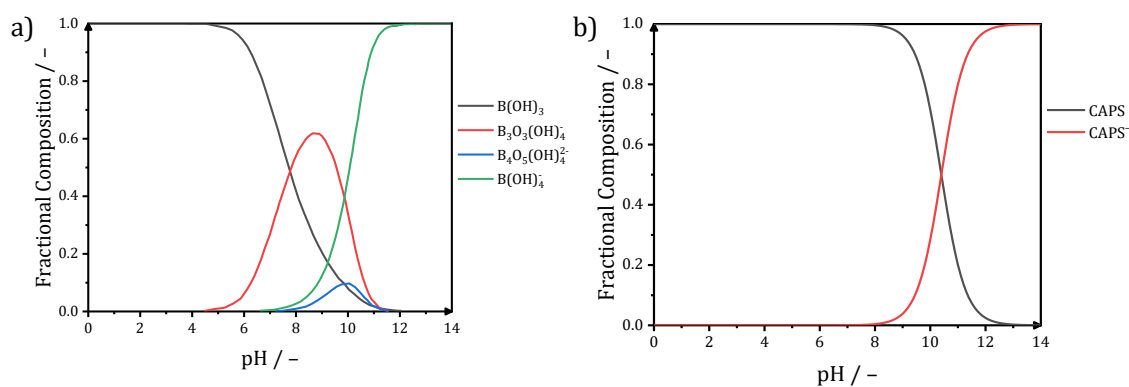 a)
Fractional Composition / –
1.0
0.8
0.6
0.4
0.2
0.0
0 2 4 6 8 10 12 14
pH / –
B(OH)₃
B₃O₃(OH)₄⁻
B₄O₅(OH)₄²⁻
B(OH)₄⁻
b)
Fractional Composition / –
1.0
0.8
0.6
0.4
0.2
0.0
0 2 4 6 8 10 12 14
pH / –
CAPS
CAPS⁻